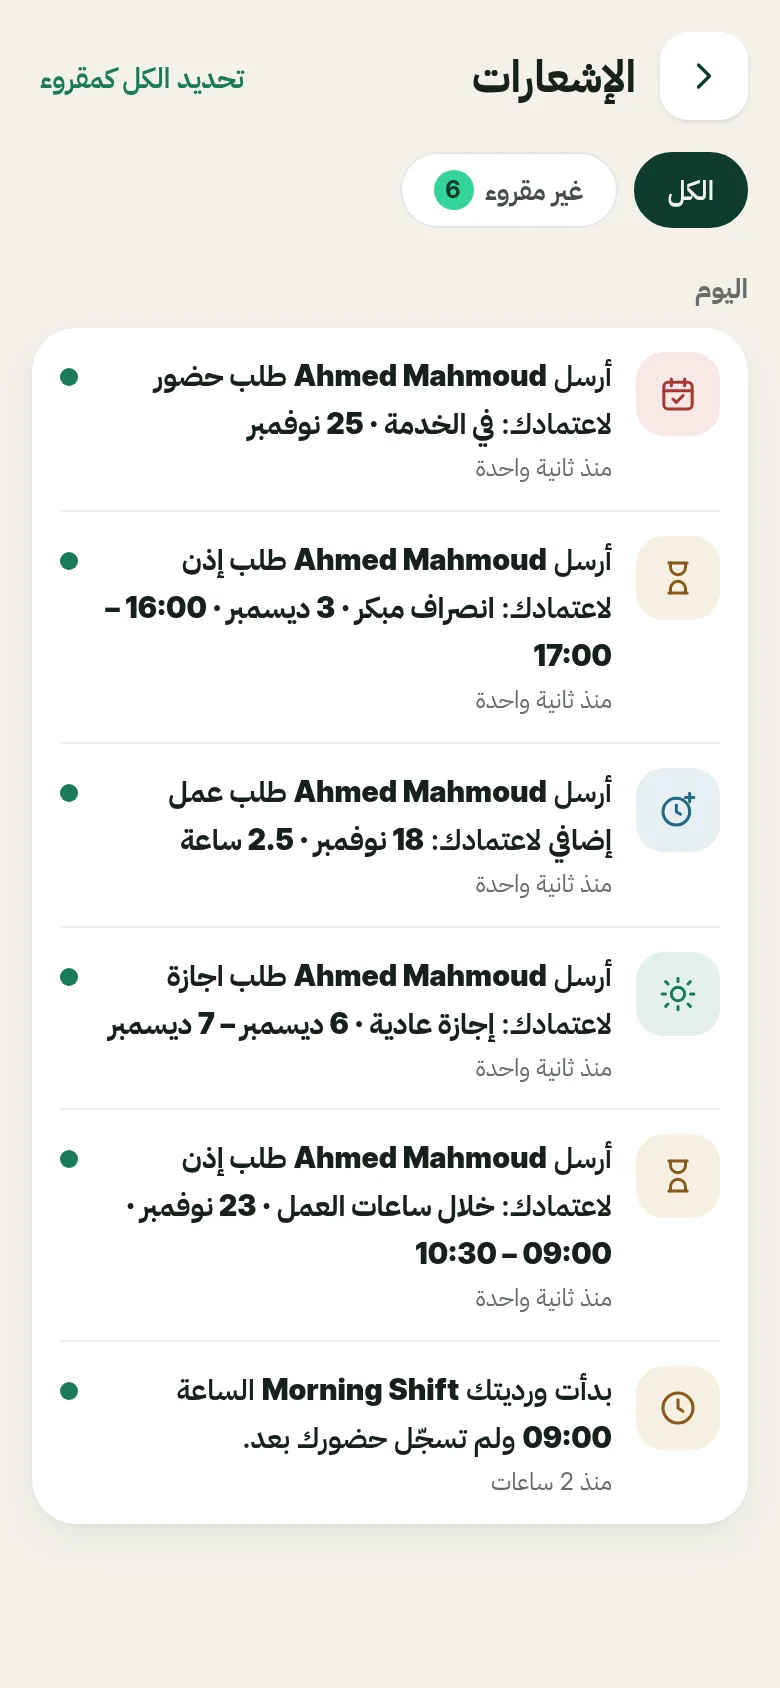 الإشعارات
تحديد الكل كمقروء
الكل
غير مقروء 6
اليوم
أرسل Ahmed Mahmoud طلب حضور
لاعتمادك: في الخدمة · 25 نوفمبر
منذ ثانية واحدة
أرسل Ahmed Mahmoud طلب إذن
لاعتمادك: انصراف مبكر · 3 ديسمبر · 16:00 –
17:00
منذ ثانية واحدة
أرسل Ahmed Mahmoud طلب عمل
إضافي لاعتمادك: 18 نوفمبر · 2.5 ساعة
منذ ثانية واحدة
أرسل Ahmed Mahmoud طلب اجازة
لاعتمادك: إجازة عادية · 6 ديسمبر – 7 ديسمبر
منذ ثانية واحدة
أرسل Ahmed Mahmoud طلب إذن
لاعتمادك: خلال ساعات العمل · 23 نوفمبر ·
09:00 – 10:30
منذ ثانية واحدة
بدأت ورديتك Morning Shift الساعة
09:00 ولم تسجّل حضورك بعد.
منذ 2 ساعات